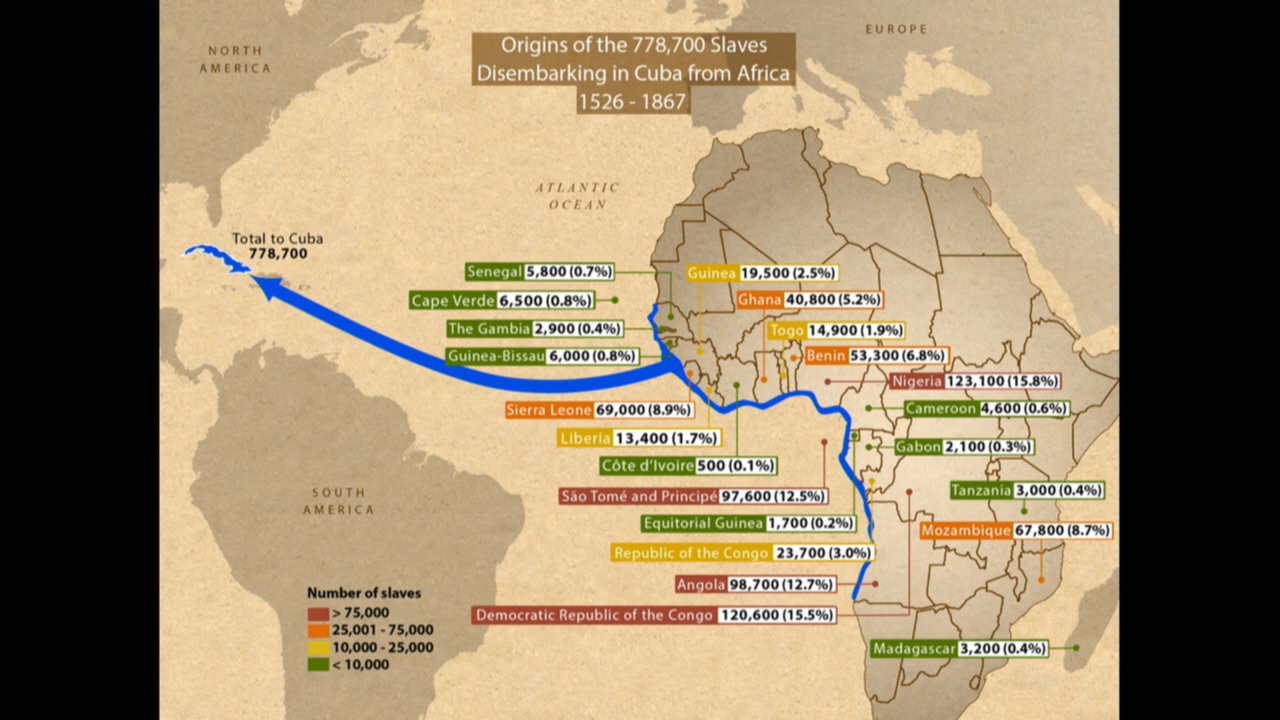 Origins of the 778,700 Slaves
Disembarking in Cuba from Africa
1526 - 1867
NORTH
AMERICA
EUROPE
ATLANTIC
OCEAN
Total to Cuba
778,700
Senegal 5,800 (0.7%)
Guinea 19,500 (2.5%)
Cape Verde 6,500 (0.8%)
Ghana 40,800 (5.2%)
The Gambia 2,900 (0.4%)
Togo 14,900 (1.9%)
Guinea-Bissau 6,000 (0.8%)
Benin 53,300 (6.8%)
Nigeria 123,100 (15.8%)
Sierra Leone 69,000 (8.9%)
Cameroon 4,600 (0.6%)
Liberia 13,400 (1.7%)
Gabon 2,100 (0.3%)
Côte d'Ivoire 500 (0.1%)
Tanzania 3,000 (0.4%)
São Tomé and Principé 97,600 (12.5%)
SOUTH
AMERICA
Equitorial Guinea 1,700 (0.2%)
Mozambique 67,800 (8.7%)
Republic of the Congo 23,700 (3.0%)
Angola 98,700 (12.7%)
Democratic Republic of the Congo 120,600 (15.5%)
Madagascar 3,200 (0.4%)
Number of slaves
> 75,000
25,001 - 75,000
10,000 - 25,000
< 10,000